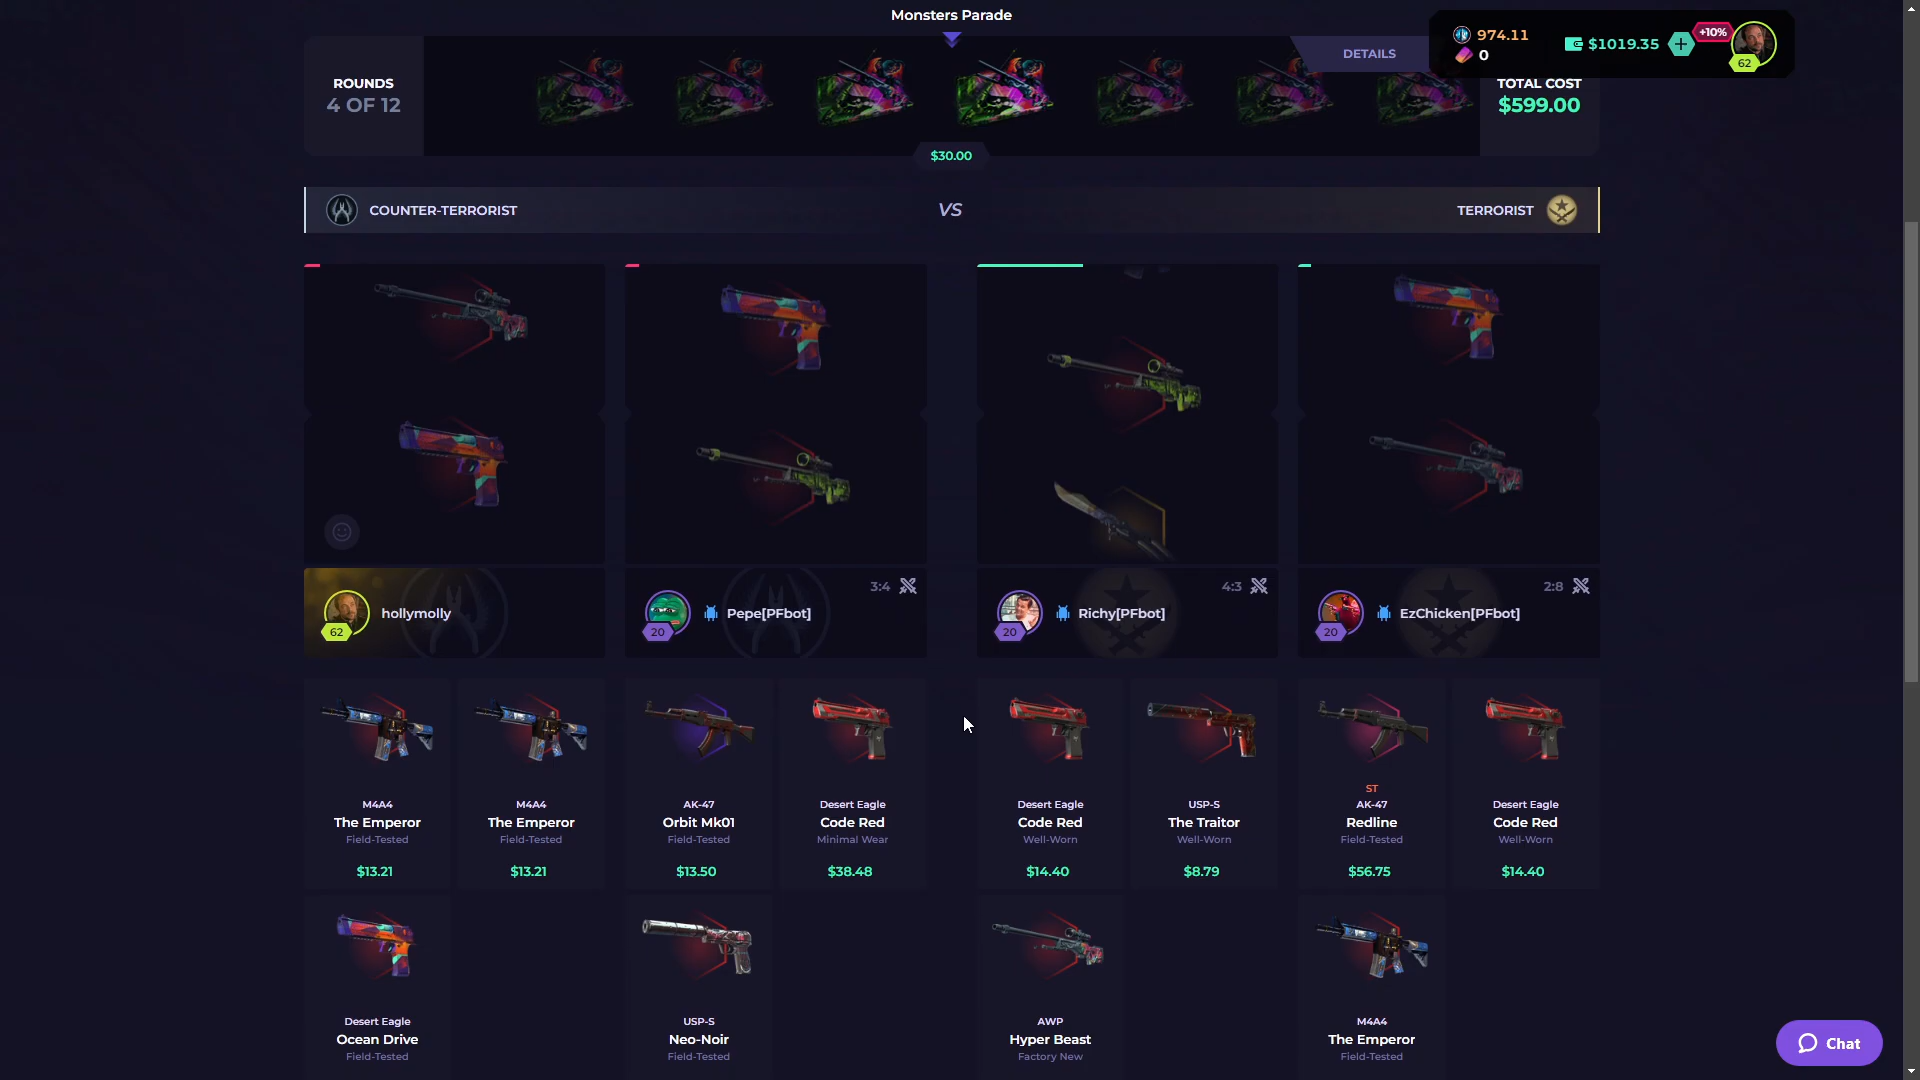 Monsters Parade
974.11
0
$1019.35
+10%
62
DETAILS
ROUNDS
4 OF 12
TOTAL COST
$599.00
$30.00
COUNTER-TERRORIST
VS
TERRORIST
62
hollymolly
3:4
20
Pepe[PFbot]
4:3
20
Richy[PFbot]
2:8
20
EzChicken[PFbot]
M4A4
The Emperor
Field-Tested
$13.21
M4A4
The Emperor
Field-Tested
$13.21
AK-47
Orbit Mk01
Field-Tested
$13.50
Desert Eagle
Code Red
Minimal Wear
$38.48
Desert Eagle
Code Red
Well-Worn
$14.40
USP-S
The Traitor
Well-Worn
$8.79
ST
AK-47
Redline
Field-Tested
$56.75
Desert Eagle
Code Red
Well-Worn
$14.40
Desert Eagle
Ocean Drive
Field-Tested
USP-S
Neo-Noir
Field-Tested
AWP
Hyper Beast
Factory New
M4A4
The Emperor
Field-Tested
Chat